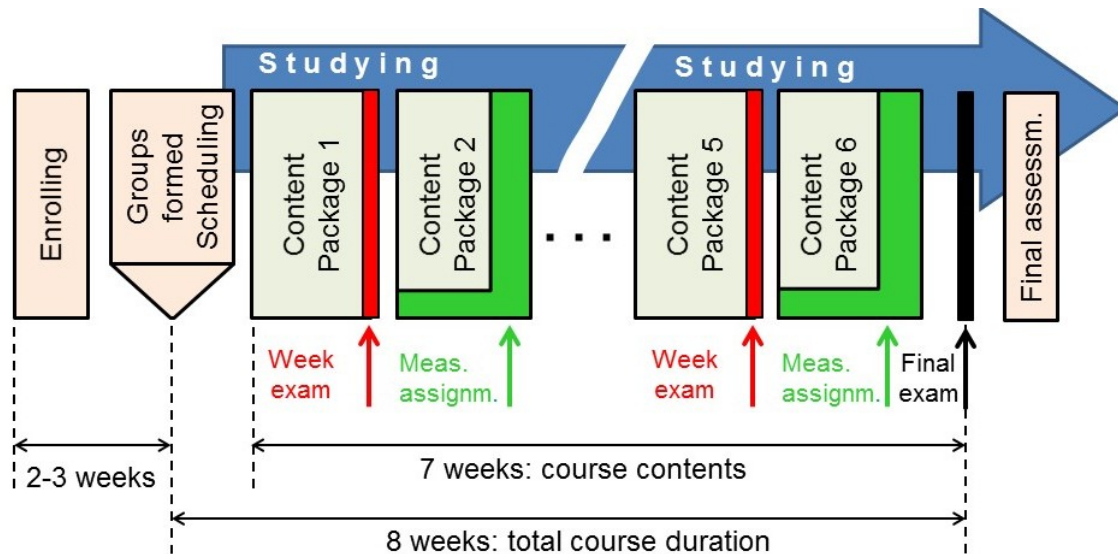 Studying
Studying
Enrolling
Groups
formed
Scheduling
Content
Package 1
Content
Package 2
. . .
Content
Package 5
Content
Package 6
Final assessm.
Week
exam
Meas.
assignm.
Week
exam
Meas.
assignm.
Final
exam
2-3 weeks
7 weeks: course contents
8 weeks: total course duration